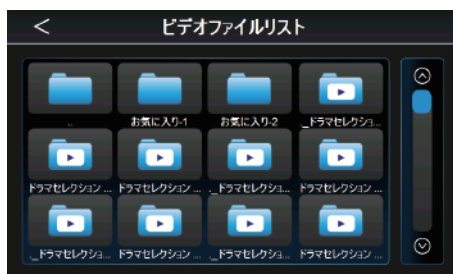 ビデオファイルリスト
.. お気に入り-1 お気に入り-2 ._ドラマセレクショ...
ドラマセレクション ... ドラマセレクション ... ._ドラマセレクショ... ドラマセレクション ...
._ドラマセレクショ... ドラマセレクション ... ._ドラマセレクショ... ドラマセレクション ...